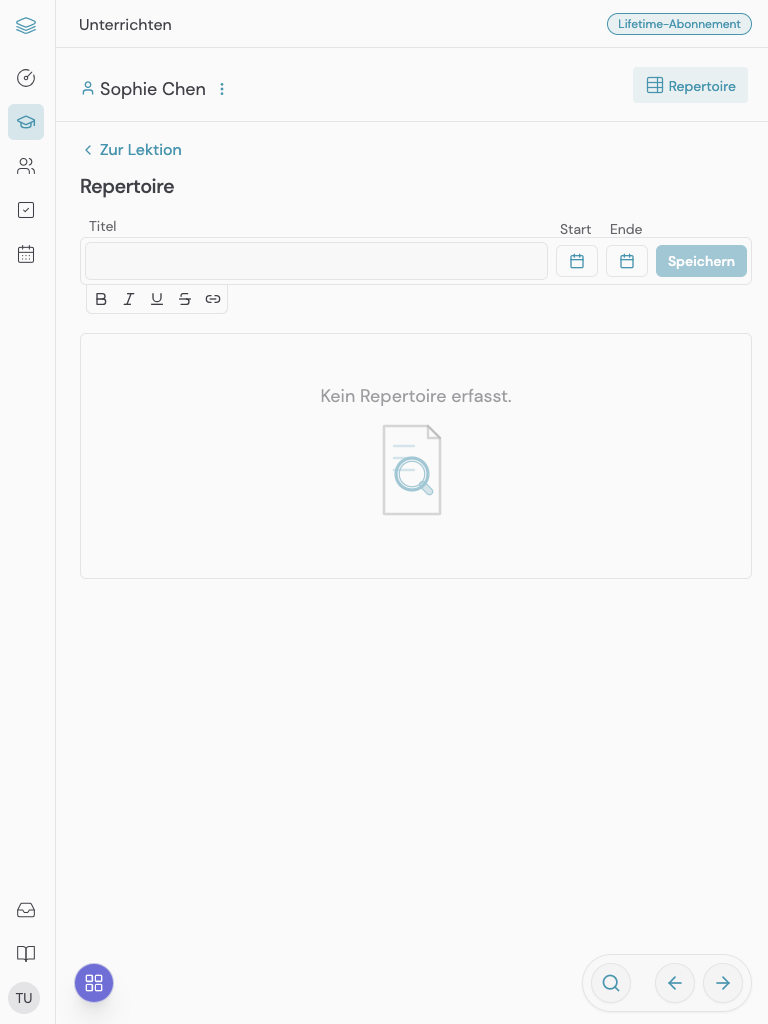 Unterrichten
Lifetime-Abonnement
Sophie Chen
Repertoire
Zur Lektion
Repertoire
Titel
Start
Ende
Speichern
B I U S
Kein Repertoire erfasst.
TU